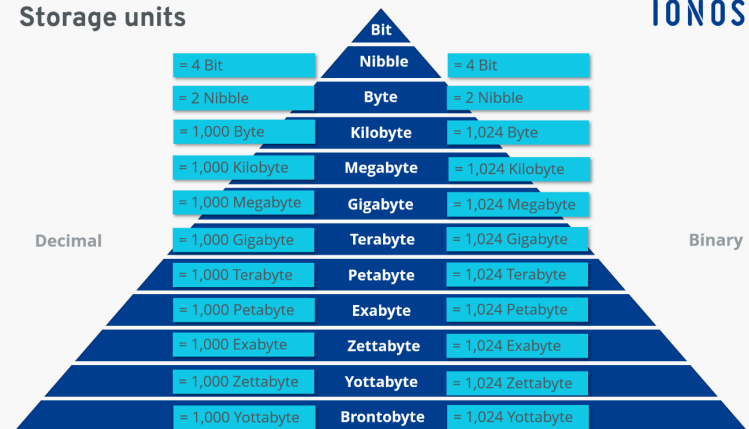 Storage units
IONOS
Bit
= 4 Bit Nibble = 4 Bit
= 2 Nibble Byte = 2 Nibble
= 1,000 Byte Kilobyte = 1,024 Byte
= 1,000 Kilobyte Megabyte = 1,024 Kilobyte
= 1,000 Megabyte Gigabyte = 1,024 Megabyte
Decimal = 1,000 Gigabyte Terabyte = 1,024 Gigabyte Binary
= 1,000 Terabyte Petabyte = 1,024 Terabyte
= 1,000 Petabyte Exabyte = 1,024 Petabyte
= 1,000 Exabyte Zettabyte = 1,024 Exabyte
= 1,000 Zettabyte Yottabyte = 1,024 Zettabyte
= 1,000 Yottabyte Brontobyte = 1,024 Yottabyte